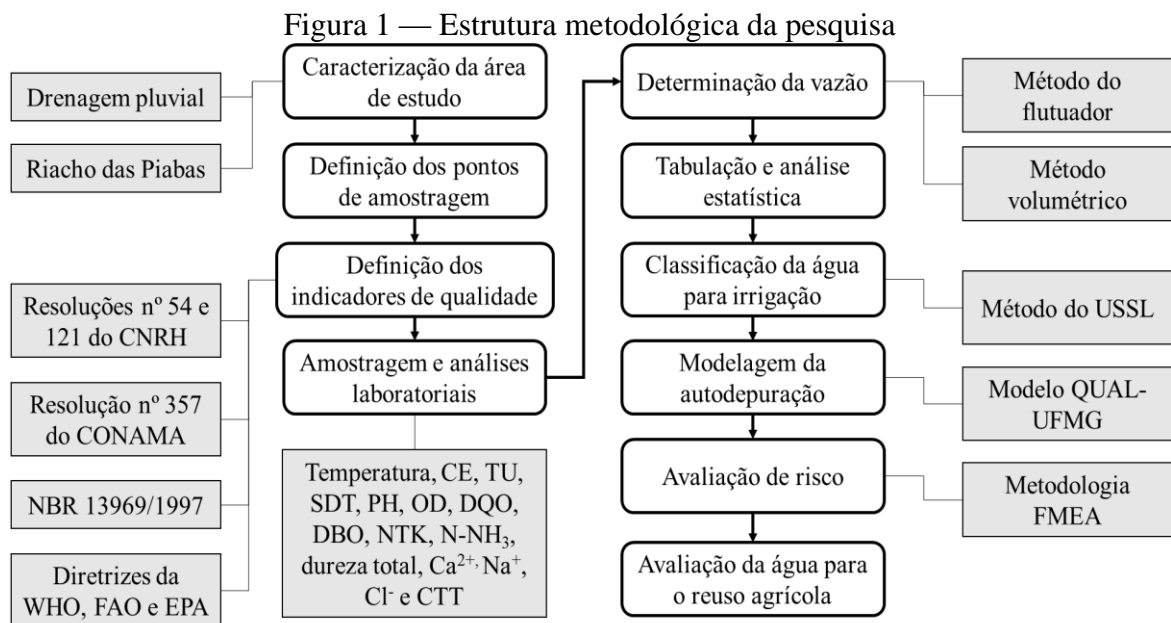 Figura 1 — Estrutura metodológica da pesquisa
Drenagem pluvial
Riacho das Piabas
Caracterização da área
de estudo
Definição dos pontos
de amostragem
Definição dos
indicadores de qualidade
Resoluções nº 54 e
121 do CNRH
Resolução nº 357
do CONAMA
NBR 13969/1997
Diretrizes da
WHO, FAO e EPA
Amostragem e análises
laboratoriais
Temperatura, CE, TU,
SDT, PH, OD, DQO,
DBO, NTK, N-NH₃,
dureza total, Ca²⁺, Na⁺,
Cl⁻ e CTT
Determinação da vazão
Método do
flutuador
Método
volumétrico
Tabulação e análise
estatística
Classificação da água
para irrigação
Método do USSL
Modelagem da
autodepuração
Modelo QUAL-
UFMG
Avaliação de risco
Metodologia
FMEA
Avaliação da água para
o reuso agrícola